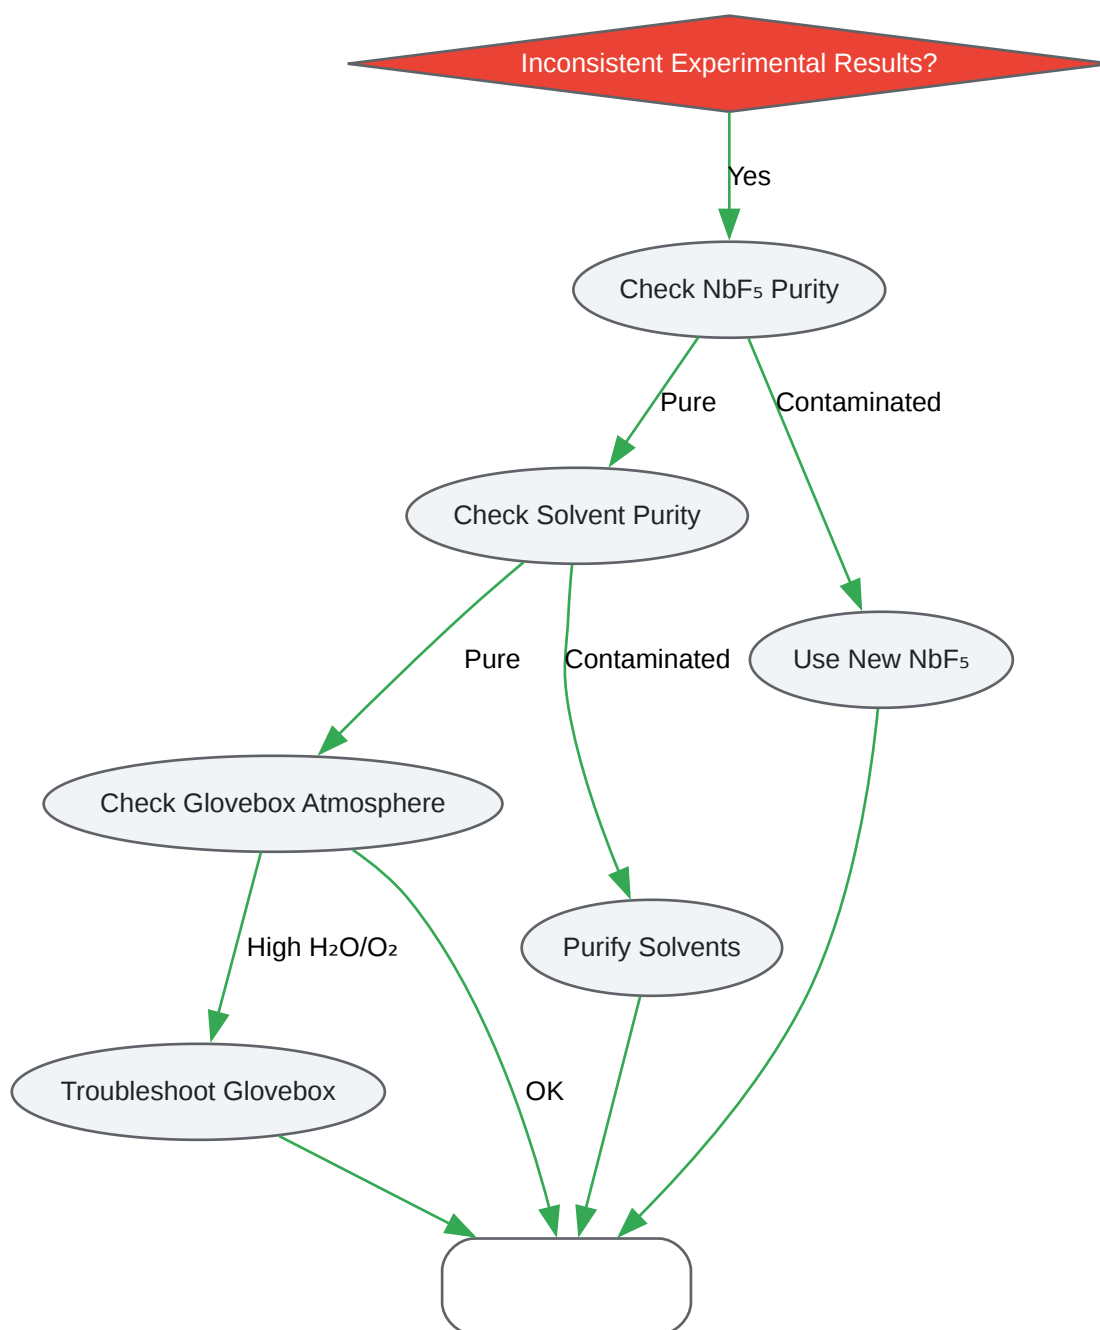 Inconsistent Experimental Results?
Yes
Check NbF₅ Purity
Pure
Contaminated
Check Solvent Purity
Pure
Contaminated
Use New NbF₅
Check Glovebox Atmosphere
High H₂O/O₂
Purify Solvents
Troubleshoot Glovebox
OK